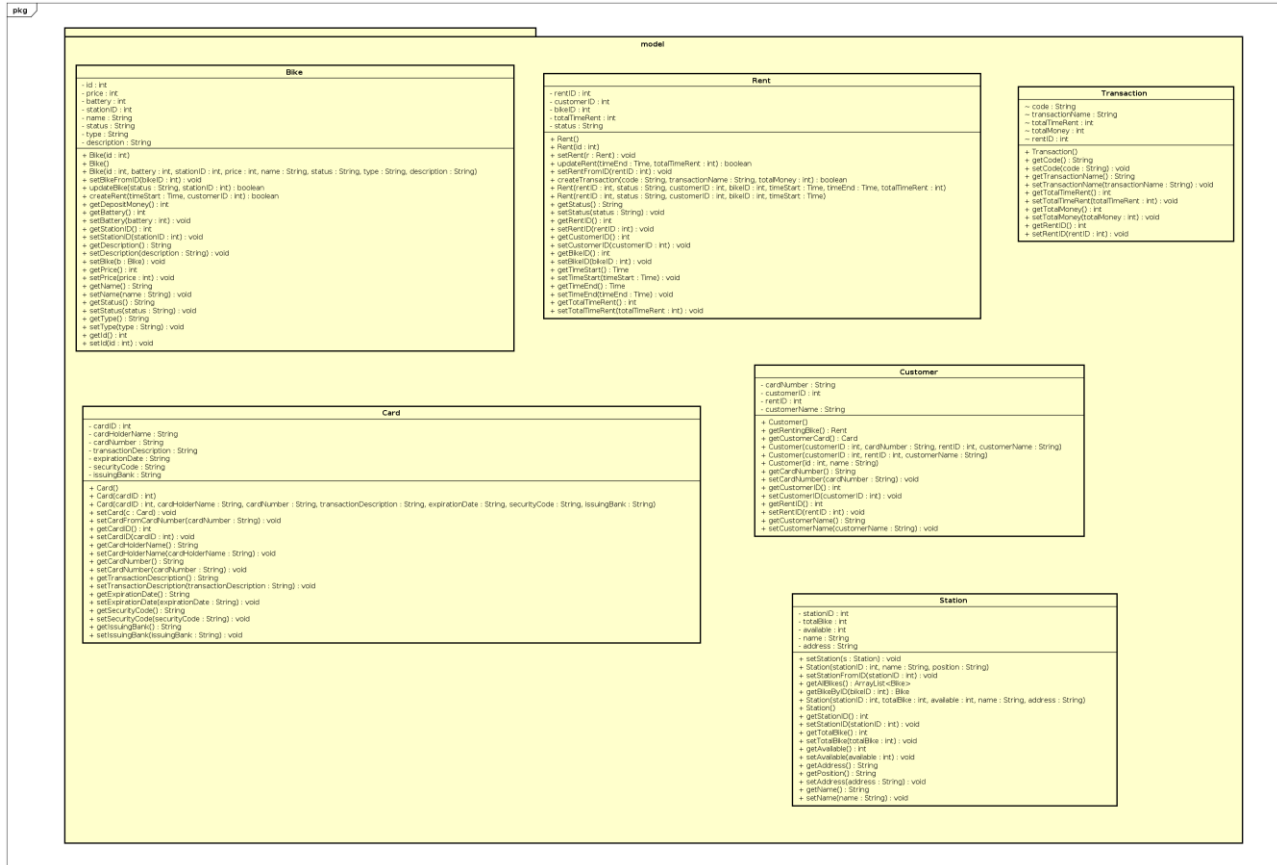 pkg
model
Bike
- id : int
- price : int
- battery : int
- stationID : int
- name : String
- status : String
- type : String
- description : String
+ Bike(id : int)
+ Bike()
+ Bike(id : int, battery : int, stationID : int, price : int, name : String, status : String, type : String, description : String)
+ setBikeFromID(bikeID : int) : void
+ updateBike(status : String, stationID : int) : boolean
+ createRent(timeStart : Time, customerID : int) : boolean
+ getDepositMoney() : int
+ getBattery() : int
+ setBattery(battery : int) : void
+ getStationID() : int
+ setStationID(stationID : int) : void
+ getDescription() : String
+ setDescription(description : String) : void
+ setBike(b : Bike) : void
+ getPrice() : int
+ setPrice(price : int) : void
+ getName() : String
+ setName(name : String) : void
+ getStatus() : String
+ setStatus(status : String) : void
+ getType() : String
+ setType(type : String) : void
+ getId() : int
+ setId(id : int) : void
Rent
- rentID : int
- customerID : int
- bikeID : int
- totalTimeRent : int
- status : String
+ Rent()
+ Rent(id : int)
+ setRent(r : Rent) : void
+ updateRent(timeEnd : Time, totalTimeRent : int) : boolean
+ setRentFromID(rentID : int) : void
+ createTransaction(code : String, transactionName : String, totalMoney : int) : boolean
+ Rent(rentID : int, status : String, customerID : int, bikeID : int, timeStart : Time, timeEnd : Time, totalTimeRent : int)
+ Rent(rentID : int, status : String, customerID : int, bikeID : int, timeStart : Time)
+ getStatus() : String
+ setStatus(status : String) : void
+ getRentID() : int
+ setRentID(rentID : int) : void
+ getCustomerID() : int
+ setCustomerID(customerID : int) : void
+ getBikeID() : int
+ setBikeID(bikeID : int) : void
+ getTimeStart() : Time
+ setTimeStart(timeStart : Time) : void
+ getTimeEnd() : Time
+ setTimeEnd(timeEnd : Time) : void
+ getTotalTimeRent() : int
+ setTotalTimeRent(totalTimeRent : int) : void
Transaction
~ code : String
~ transactionName : String
~ totalTimeRent : int
~ totalMoney : int
~ rentID : int
+ Transaction()
+ getCode() : String
+ setCode(code : String) : void
+ getTransactionName() : String
+ setTransactionName(transactionName : String) : void
+ getTotalTimeRent() : int
+ setTotalTimeRent(totalTimeRent : int) : void
+ getTotalMoney() : int
+ setTotalMoney(totalMoney : int) : void
+ getRentID() : int
+ setRentID(rentID : int) : void
Customer
- cardNumber : String
- customerID : int
- rentID : int
- customerName : String
+ Customer()
+ getRentingBike() : Rent
+ getCustomerCard() : Card
+ Customer(customerID : int, cardNumber : String, rentID : int, customerName : String)
+ Customer(customerID : int, rentID : int, customerName : String)
+ Customer(id : int, name : String)
+ getCardNumber() : String
+ setCardNumber(cardNumber : String) : void
+ getCustomerID() : int
+ setCustomerID(customerID : int) : void
+ getRentID() : int
+ setRentID(rentID : int) : void
+ getCustomerName() : String
+ setCustomerName(customerName : String) : void
Card
- cardID : int
- cardHolderName : String
- cardNumber : String
- transactionDescription : String
- expirationDate : String
- securityCode : String
- issuingBank : String
+ Card()
+ Card(cardID : int)
+ Card(cardID : int, cardHolderName : String, cardNumber : String, transactionDescription : String, expirationDate : String, securityCode : String, issuingBank : String)
+ setCard(c : Card) : void
+ setCardFromCardNumber(cardNumber : String) : void
+ getCardID() : int
+ setCardID(cardID : int) : void
+ getCardHolderName() : String
+ setCardHolderName(cardHolderName : String) : void
+ getCardNumber() : String
+ setCardNumber(cardNumber : String) : void
+ getTransactionDescription() : String
+ setTransactionDescription(transactionDescription : String) : void
+ getExpirationDate() : String
+ setExpirationDate(expirationDate : String) : void
+ getSecurityCode() : String
+ setSecurityCode(securityCode : String) : void
+ getIssuingBank() : String
+ setIssuingBank(issuingBank : String) : void
Station
- stationID : int
- totalBike : int
- available : int
- name : String
- address : String
+ setStation(s : Station) : void
+ Station(stationID : int, name : String, position : String)
+ setStationFromID(stationID : int) : void
+ getAllBikes() : ArrayList<Bike>
+ getBikeByID(bikeID : int) : Bike
+ Station(stationID : int, totalBike : int, available : int, name : String, address : String)
+ Station()
+ getStationID() : int
+ setStationID(stationID : int) : void
+ getTotalBike() : int
+ setTotalBike(totalBike : int) : void
+ getAvailable() : int
+ setAvailable(available : int) : void
+ getAddress() : String
+ getPosition() : String
+ setAddress(address : String) : void
+ getName() : String
+ setName(name : String) : void